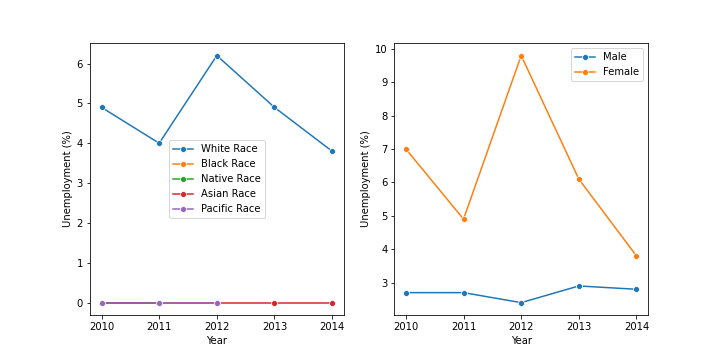 Unemployment (%)
6
5
4
3
2
1
0
White Race
Black Race
Native Race
Asian Race
Pacific Race
2010 2011 2012 2013 2014
Year
Unemployment (%)
10
9
8
7
6
5
4
3
Male
Female
2010 2011 2012 2013 2014
Year